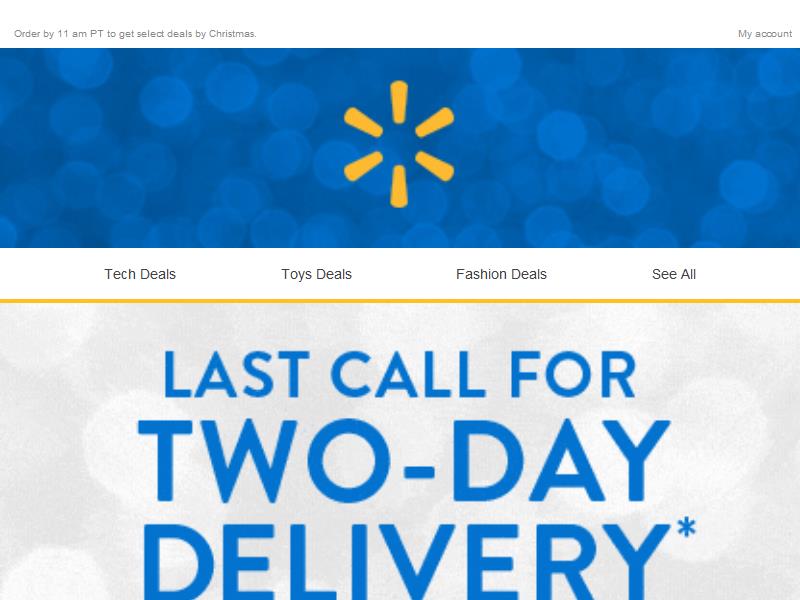 Order by 11 am PT to get select deals by Christmas.
My account
Tech Deals
Toys Deals
Fashion Deals
See All
LAST CALL FOR
TWO-DAY
DELIVERY*